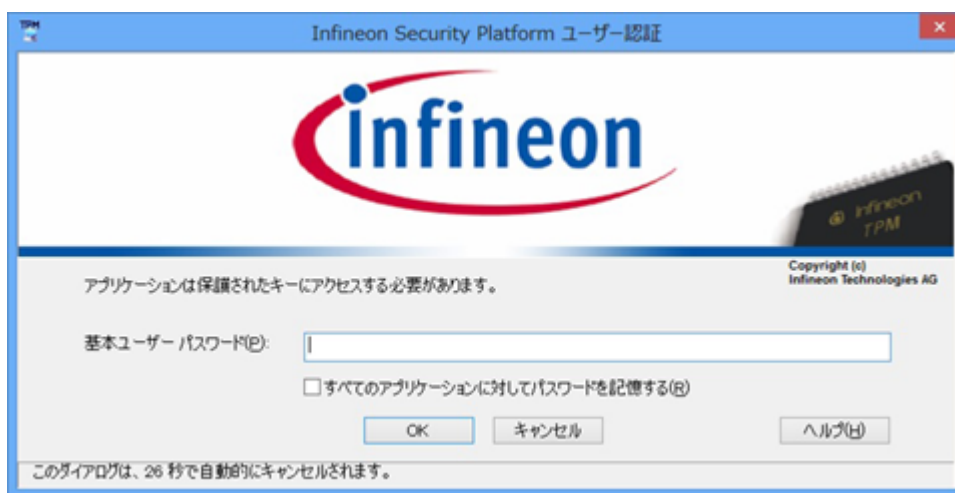 TPM
Infineon Security Platform ユーザー認証
infineon
Infineon
TPM
Copyright (c)
Infineon Technologies AG
アプリケーションは保護されたキーにアクセスする必要があります。
基本ユーザー パスワード(P):
すべてのアプリケーションに対してパスワードを記憶する(R)
OK キャンセル ヘルプ(H)
このダイアログは、26 秒で自動的にキャンセルされます。